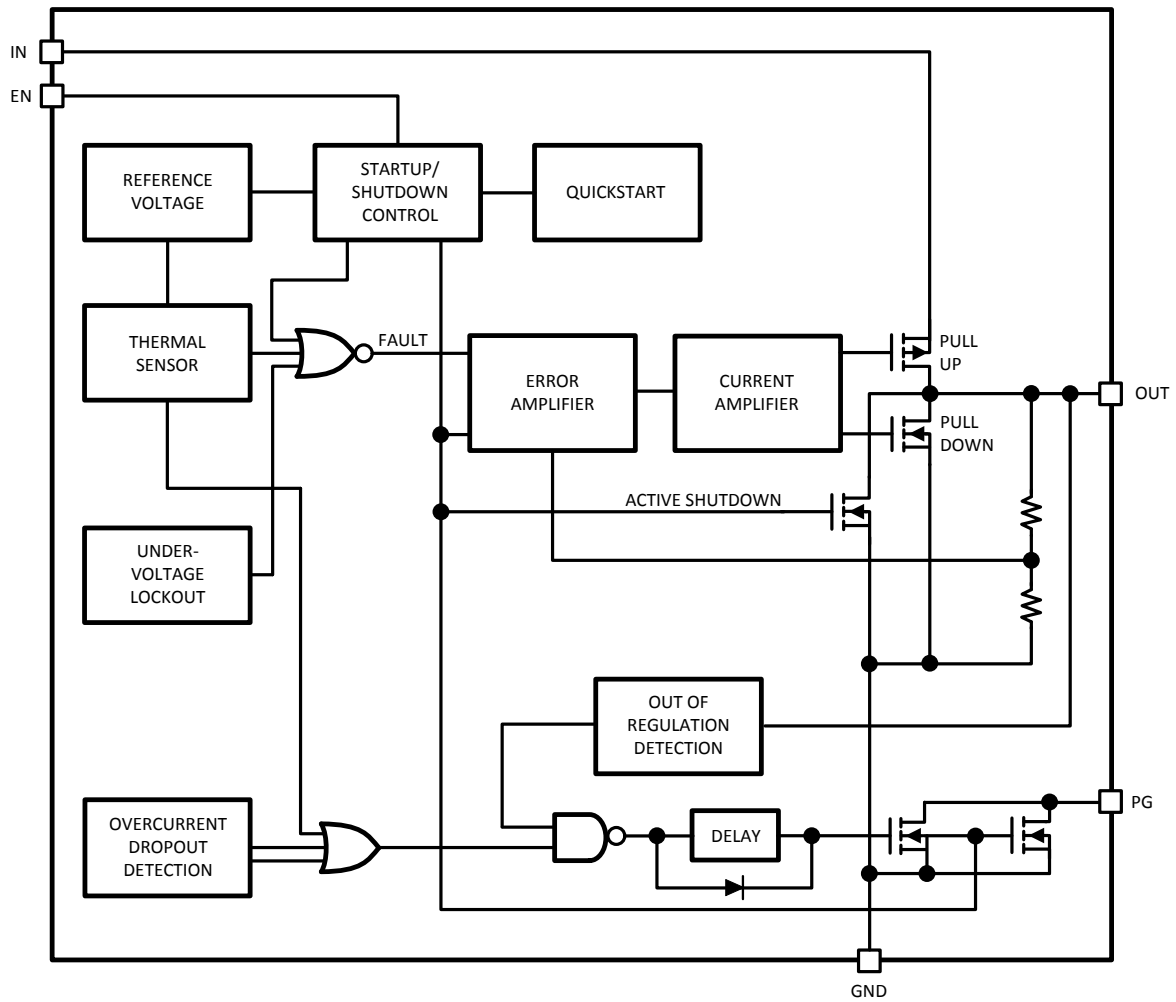 IN
EN
REFERENCE
VOLTAGE
STARTUP/
SHUTDOWN
CONTROL
QUICKSTART
THERMAL
SENSOR
FAULT
ERROR
AMPLIFIER
CURRENT
AMPLIFIER
PULL
UP
OUT
PULL
DOWN
ACTIVE SHUTDOWN
UNDER-
VOLTAGE
LOCKOUT
OUT OF
REGULATION
DETECTION
OVERCURRENT
DROPOUT
DETECTION
DELAY
PG
GND